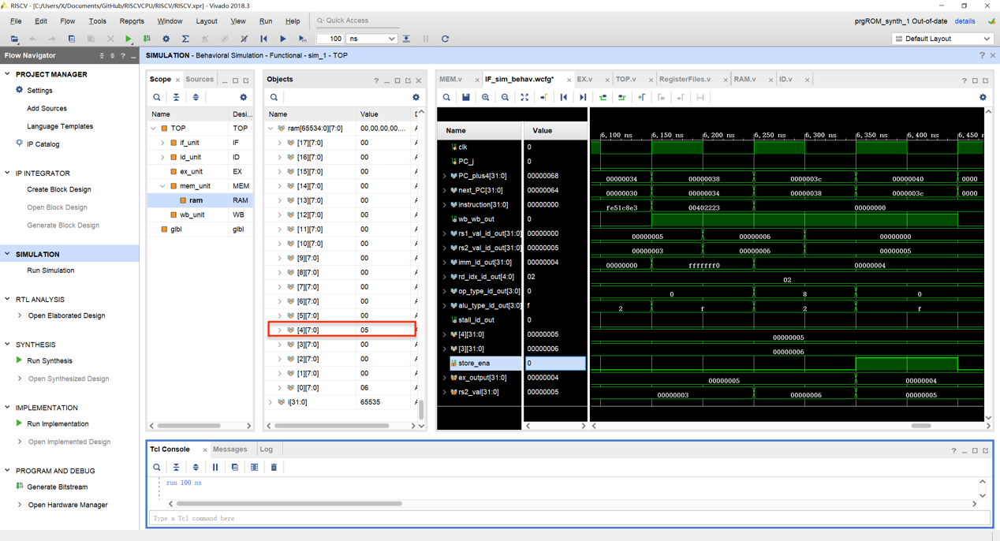 RISCV - [C:/Users/X/Documents/GitHub/RISCVCPU/RISCV/RISCV.xpr] - Vivado 2018.3
File Edit Flow Tools Reports Window Layout View Run Help Quick Access
prgROM_synth_1 Out-of-date details
100 ns
Default Layout
Flow Navigator
PROJECT MANAGER
Settings
Add Sources
Language Templates
IP Catalog
IP INTEGRATOR
Create Block Design
Open Block Design
Generate Block Design
SIMULATION
Run Simulation
RTL ANALYSIS
Open Elaborated Design
SYNTHESIS
Run Synthesis
Open Synthesized Design
IMPLEMENTATION
Run Implementation
Open Implemented Design
PROGRAM AND DEBUG
Generate Bitstream
Open Hardware Manager
SIMULATION - Behavioral Simulation - Functional - sim_1 - TOP
Scope Sources
Name Desi...
TOP TOP
if_unit IF
id_unit ID
ex_unit EX
mem_unit MEM
ram RAM
wb_unit WB
glbl glbl
Objects
Name Value
ram[65534:0][7:0] 00,00,00,00,...
[17][7:0] 00
[16][7:0] 00
[15][7:0] 00
[14][7:0] 00
[13][7:0] 00
[12][7:0] 00
[11][7:0] 00
[10][7:0] 00
[9][7:0] 00
[8][7:0] 00
[7][7:0] 00
[6][7:0] 00
[5][7:0] 00
[4][7:0] 05
[3][7:0] 00
[2][7:0] 00
[1][7:0] 00
[0][7:0] 06
i[31:0] 65535
MEM.v IF_sim_behav.wcfg* EX.v TOP.v RegisterFiles.v RAM.v ID.v
Name Value
6,100 ns 6,150 ns 6,200 ns 6,250 ns 6,300 ns 6,350 ns 6,400 ns 6,450 n
clk 0
PC_j 0
PC_plus4[31:0] 00000068 00000034 00000038 0000003c 00000040 0000
next_PC[31:0] 00000064 00000030 00000034 00000038 0000003c 0000
instruction[31:0] 00000000 fe51c8e3 00402223 00000000
wb_wb_out 0
rs1_val_id_out[31:0] 00000000 00000005 00000006 00000000
rs2_val_id_out[31:0] 00000005 00000003 00000006 00000005
imm_id_out[31:0] 00000004 00000000 fffffff0 00000004
rd_idx_id_out[4:0] 02 02
op_type_id_out[3:0] 0 0 8 0
alu_type_id_out[3:0] f 2 f 2 f
stall_id_out 0
[4][31:0] 00000005 00000005
[3][31:0] 00000006 00000006
store_ena 0
ex_output[31:0] 00000004 00000005 00000004
rs2_val[31:0] 00000005 00000003 00000006 00000005
Tcl Console Messages Log
run 100 ns
Type a Tcl command here